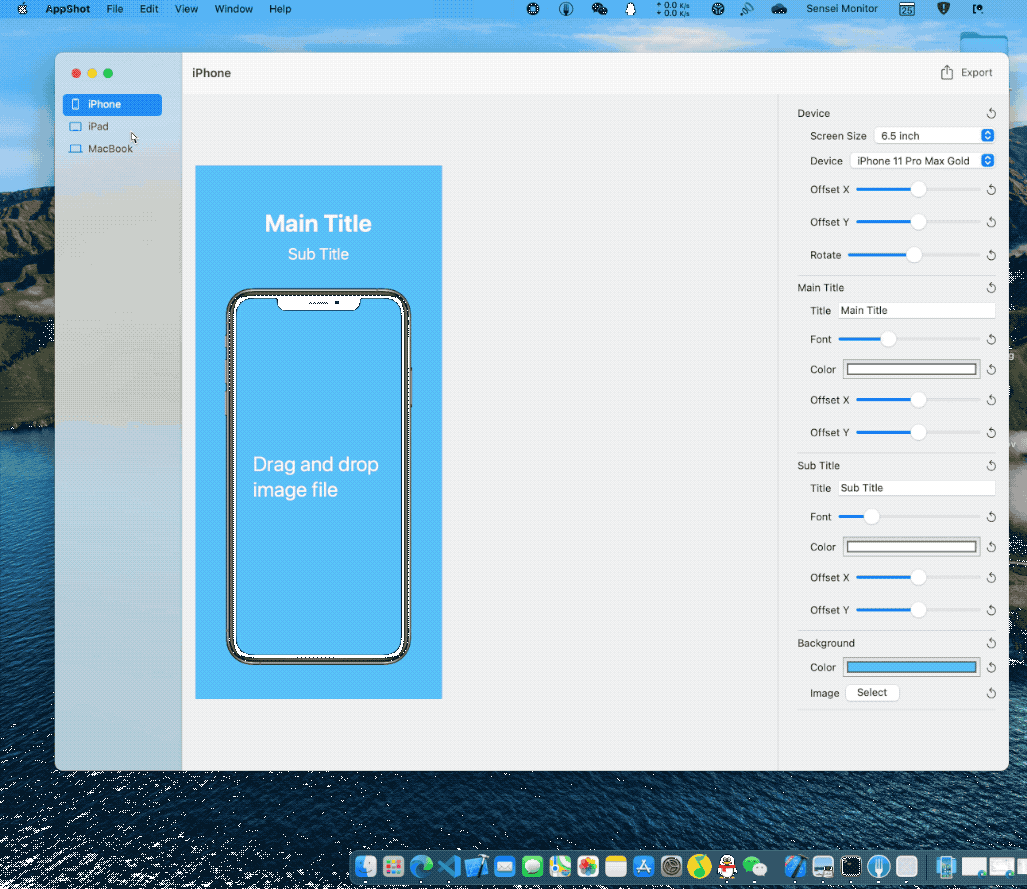 AppShot File Edit View Window Help
0.0 K/s
0.0 K/s
Sensei Monitor
25
iPhone
Export
iPhone
iPad
MacBook
Main Title
Sub Title
Drag and drop
image file
Device
Screen Size 6.5 inch
Device iPhone 11 Pro Max Gold
Offset X
Offset Y
Rotate
Main Title
Title Main Title
Font
Color
Offset X
Offset Y
Sub Title
Title Sub Title
Font
Color
Offset X
Offset Y
Background
Color
Image Select